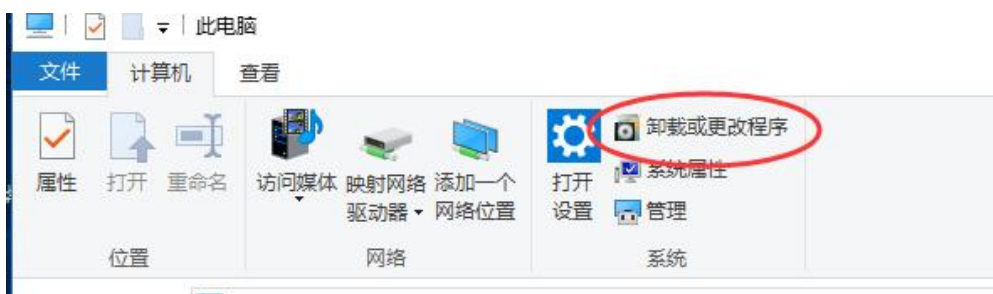 此电脑
文件 计算机 查看
属性 打开 重命名 访问媒体 映射网络驱动器 添加一个网络位置 打开设置 卸载或更改程序
系统属性
管理
位置 网络 系统